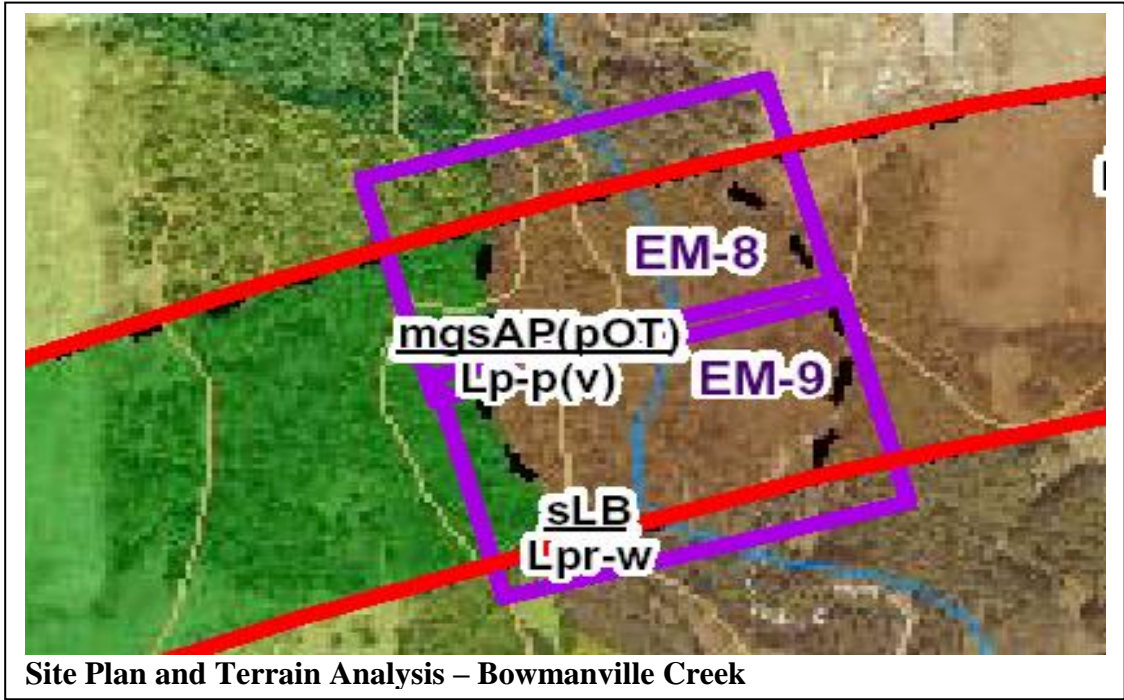 EM-8
mgsAP(pOT)
Lp-p(v)
EM-9
sLB
Lpr-w
Site Plan and Terrain Analysis – Bowmanville Creek